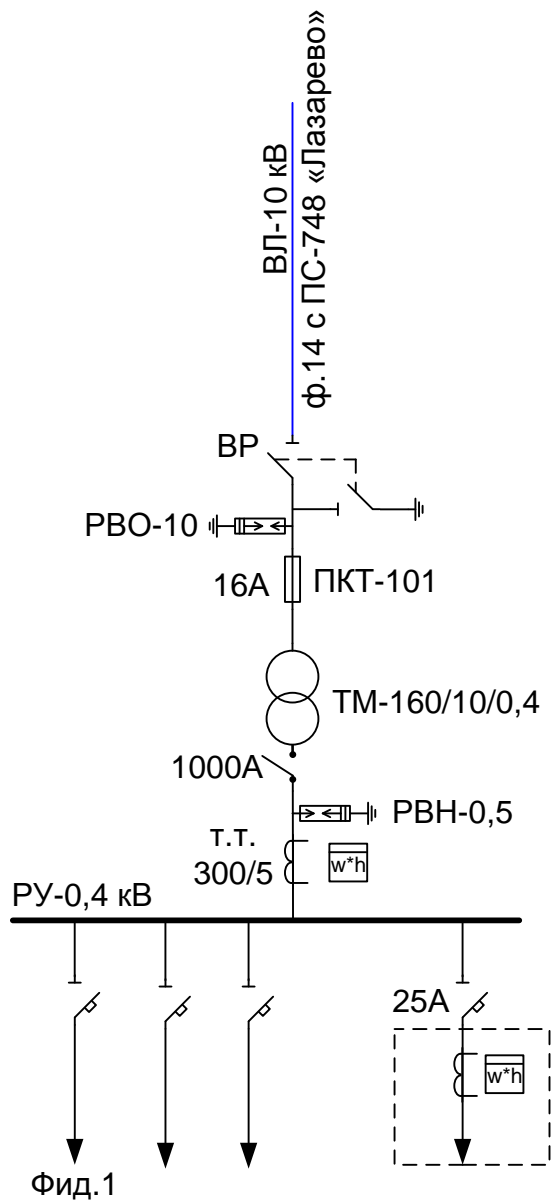 ВЛ-10 кВ
ф.14 с ПС-748 «Лазарево»
ВР
РВО-10
16А
ПКТ-101
ТМ-160/10/0,4
1000А
РВН-0,5
т.т.
300/5
w*h
РУ-0,4 кВ
25А
w*h
Фид.1